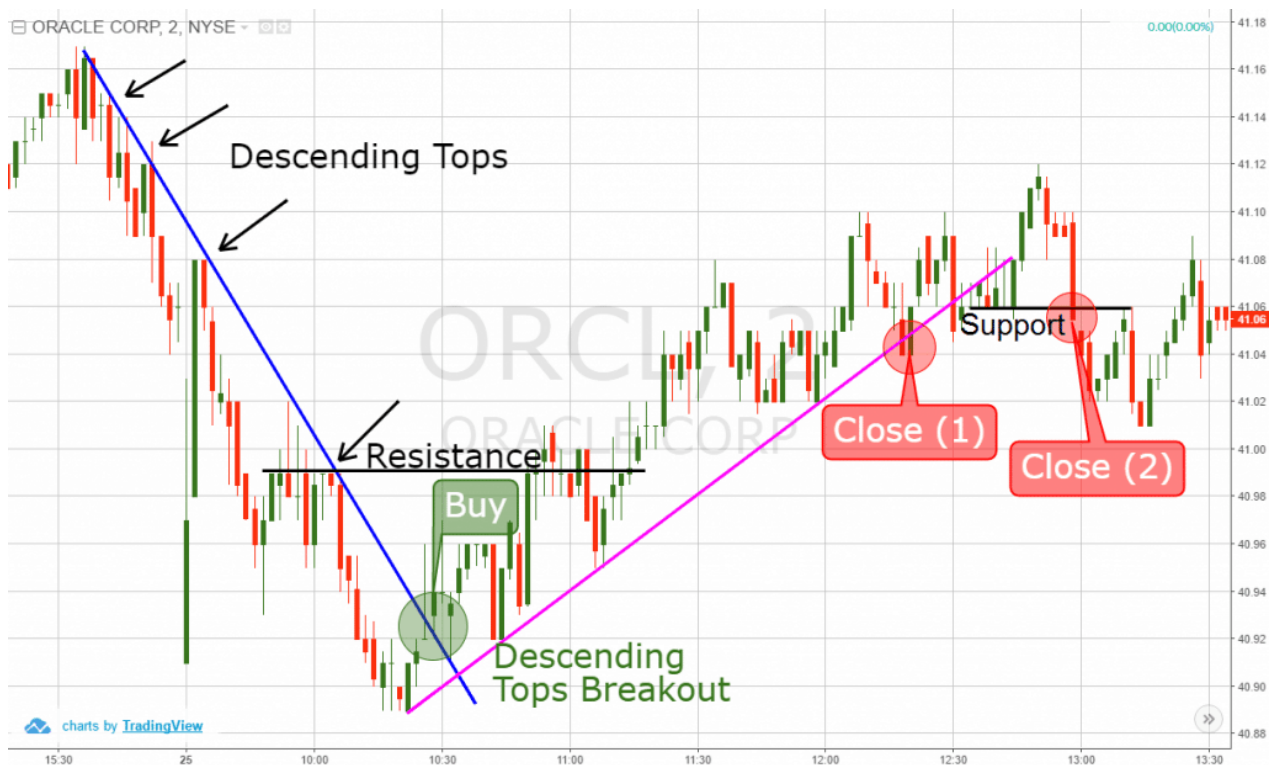 ORACLE CORP, 2, NYSE
0.00(0.00%)
41.18
41.16
41.14
Descending Tops
41.12
41.10
41.08
ORCL, 2
41.06
41.06
Support
41.04
ORACLE CORP
41.02
Close (1)
Resistance
41.00
Close (2)
Buy
40.98
40.96
40.94
40.92
Descending
Tops Breakout
40.90
charts by TradingView
40.88
15:30 25 10:00 10:30 11:00 11:30 12:00 12:30 13:00 13:30